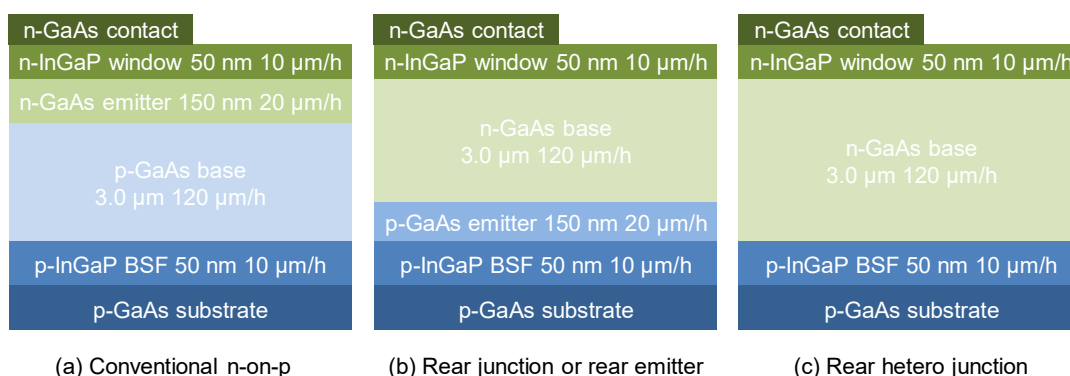 n-GaAs contact
n-InGaP window 50 nm 10 µm/h
n-GaAs emitter 150 nm 20 µm/h
p-GaAs base
3.0 µm 120 µm/h
p-InGaP BSF 50 nm 10 µm/h
p-GaAs substrate
(a) Conventional n-on-p
n-GaAs contact
n-InGaP window 50 nm 10 µm/h
n-GaAs base
3.0 µm 120 µm/h
p-GaAs emitter 150 nm 20 µm/h
p-InGaP BSF 50 nm 10 µm/h
p-GaAs substrate
(b) Rear junction or rear emitter
n-GaAs contact
n-InGaP window 50 nm 10 µm/h
n-GaAs base
3.0 µm 120 µm/h
p-InGaP BSF 50 nm 10 µm/h
p-GaAs substrate
(c) Rear hetero junction